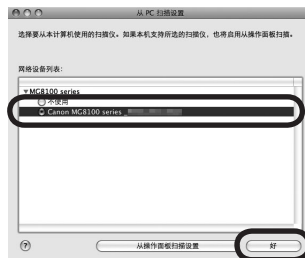 从 PC 扫描设置
选择要从本计算机使用的扫描仪。如果本机支持所选的扫描仪，也将启用从操作面板扫描。
网络设备列表:
MG8100 series
不使用
Canon MG8100 series_
?
从操作面板扫描设置
好